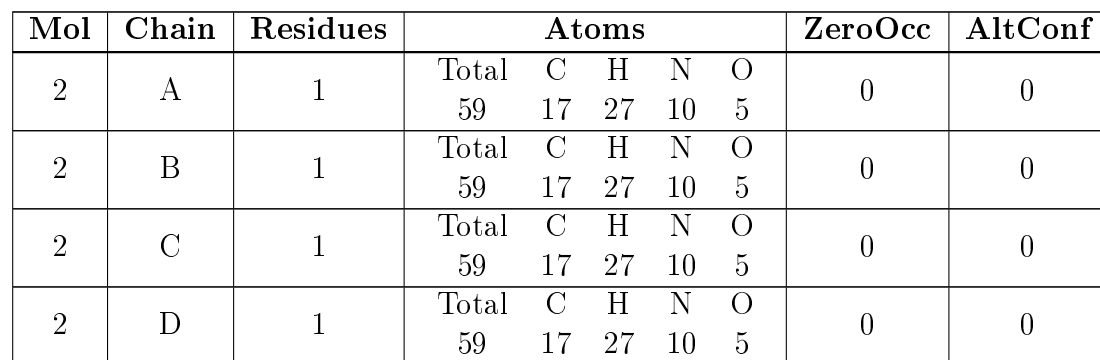 Mol Chain Residues Atoms ZeroOcc AltConf
2 A 1 Total C H N O 0 0
59 17 27 10 5
2 B 1 Total C H N O 0 0
59 17 27 10 5
2 C 1 Total C H N O 0 0
59 17 27 10 5
2 D 1 Total C H N O 0 0
59 17 27 10 5